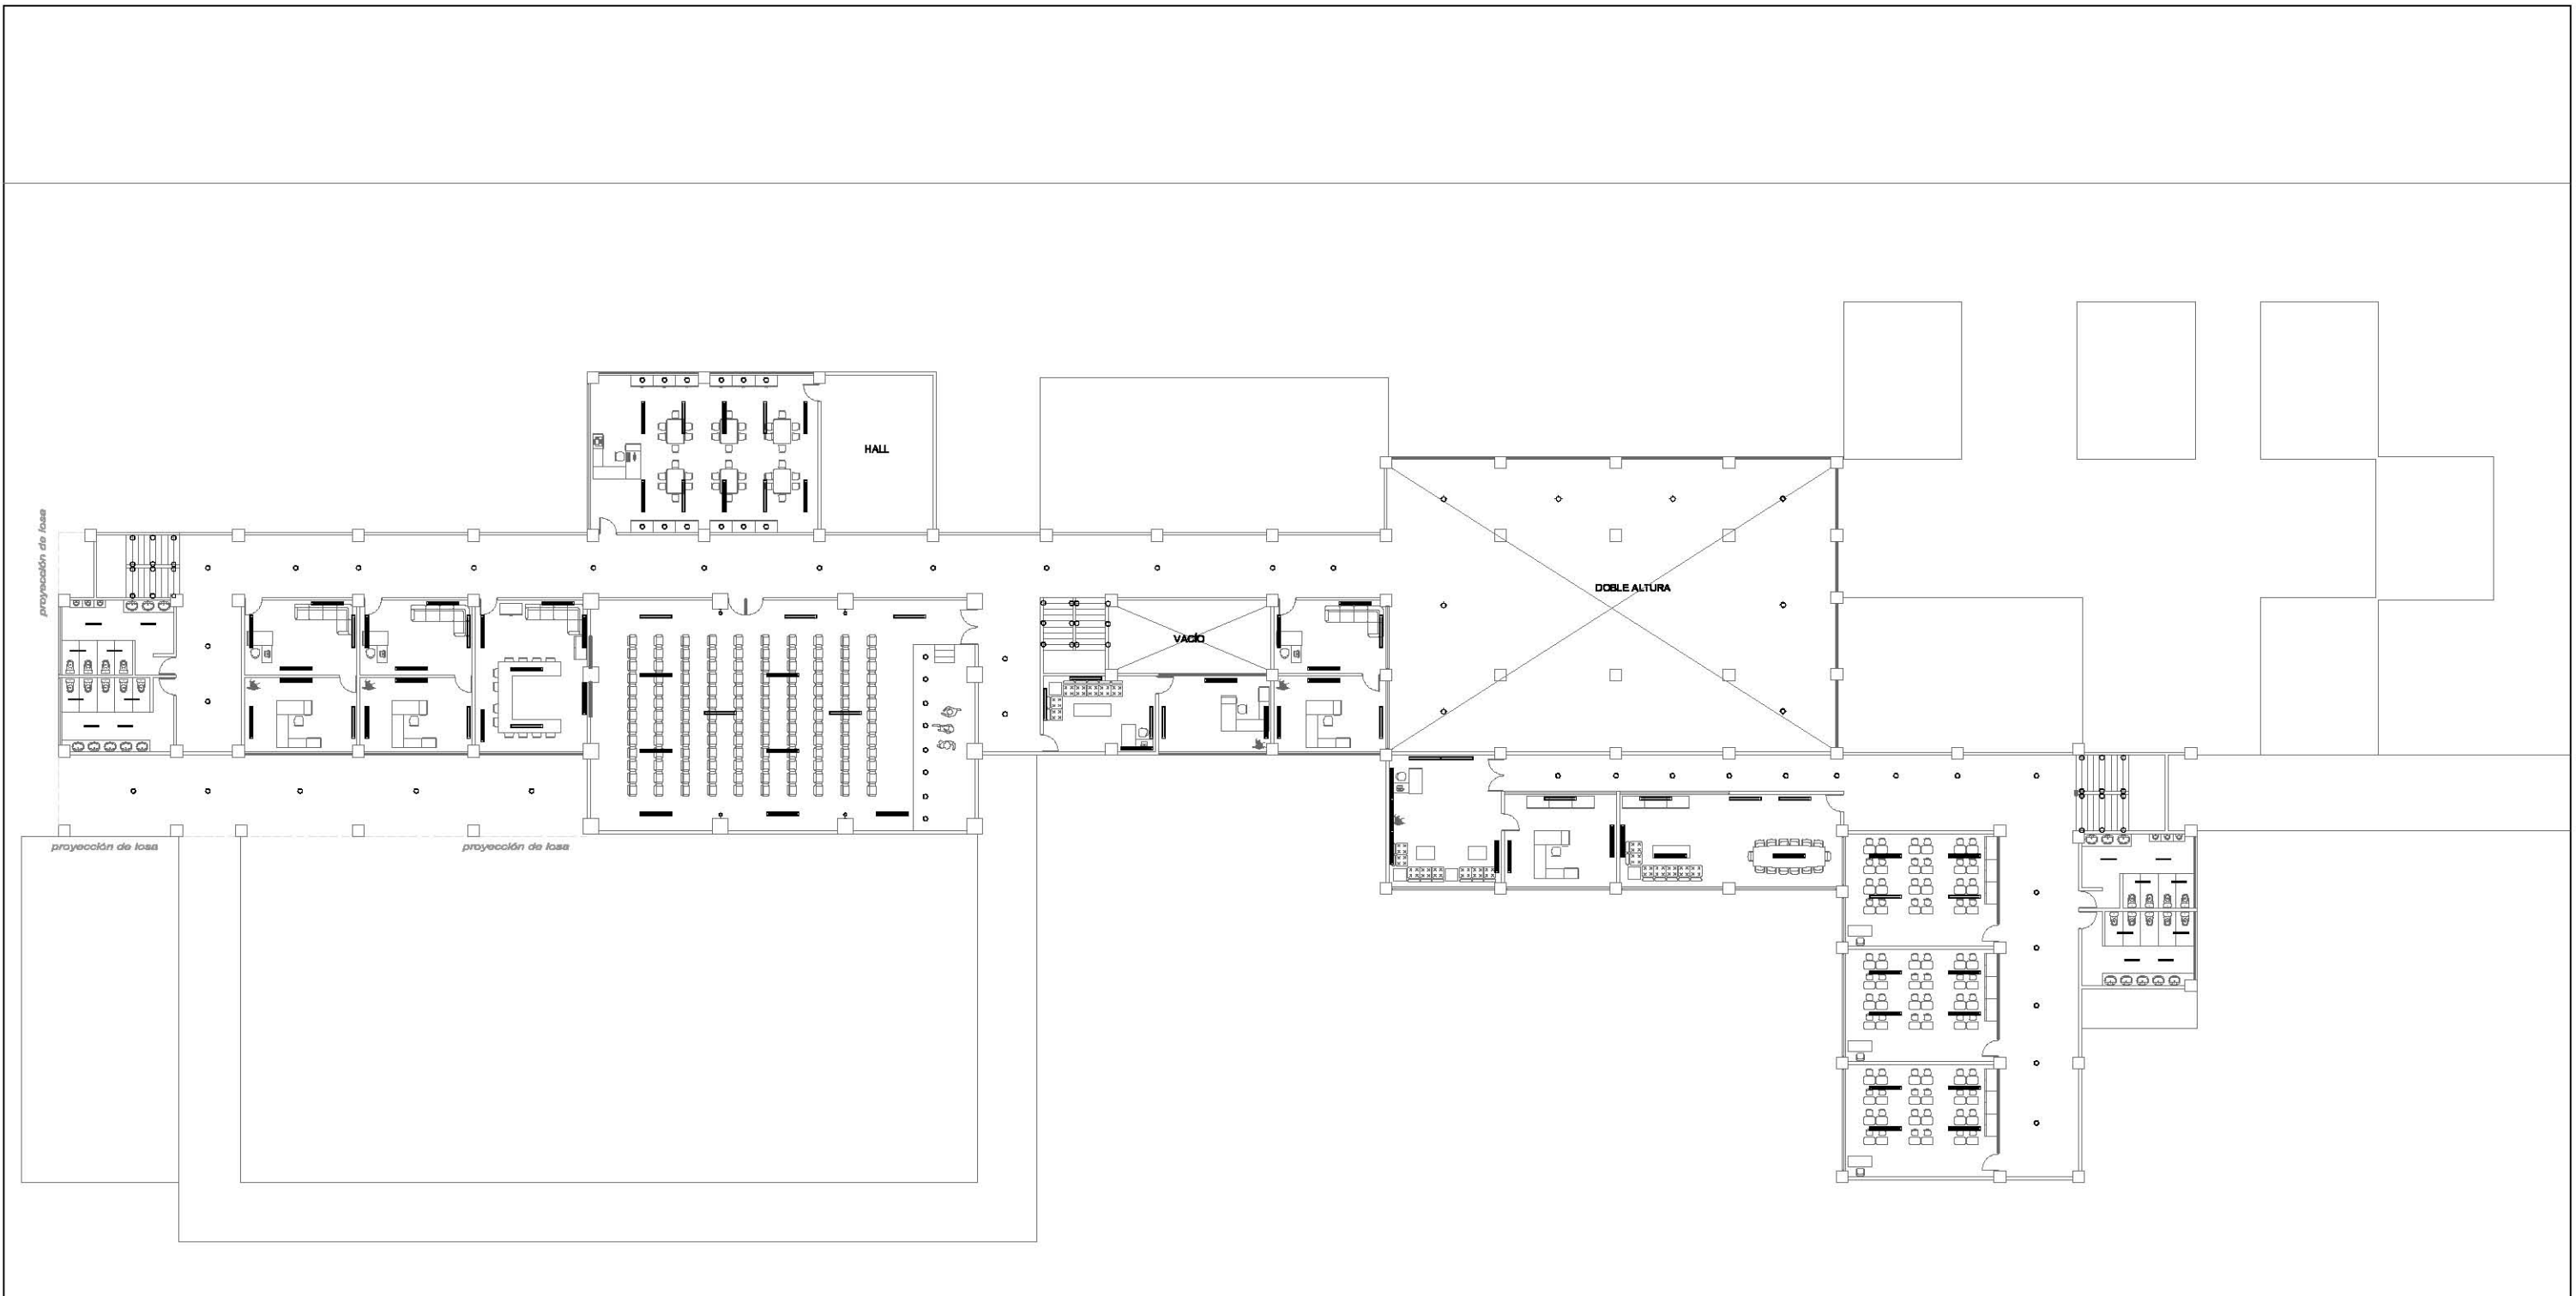 HALL
proyección de losa
DOBLE ALTURA
VACÍO
proyección de losa
proyección de losa